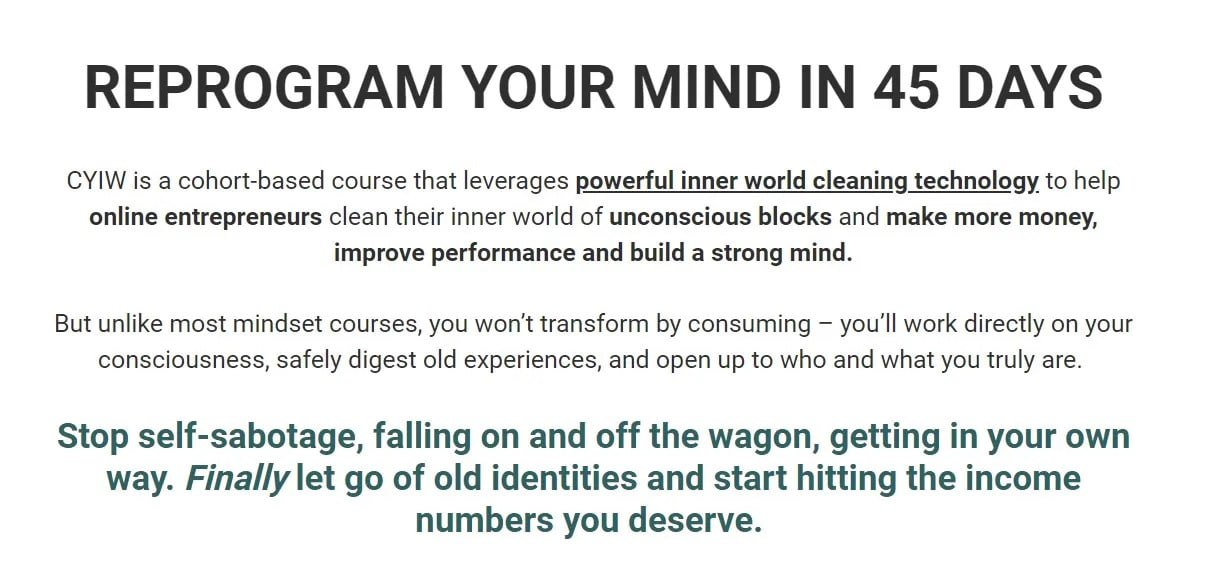 REPROGRAM YOUR MIND IN 45 DAYS
CYIW is a cohort-based course that leverages powerful inner world cleaning technology to help
online entrepreneurs clean their inner world of unconscious blocks and make more money,
improve performance and build a strong mind.
But unlike most mindset courses, you won’t transform by consuming – you’ll work directly on your
consciousness, safely digest old experiences, and open up to who and what you truly are.
Stop self-sabotage, falling on and off the wagon, getting in your own
way. Finally let go of old identities and start hitting the income
numbers you deserve.